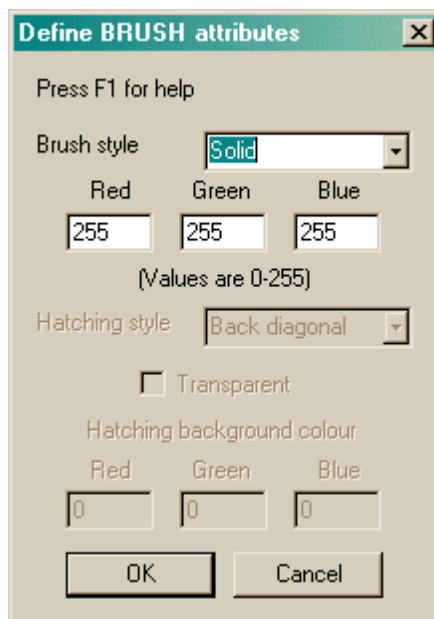 Define BRUSH attributes
Press F1 for help
Brush style Solid
Red Green Blue
255 255 255
(Values are 0-255)
Hatching style Back diagonal
Transparent
Hatching background colour
Red Green Blue
0 0 0
OK Cancel